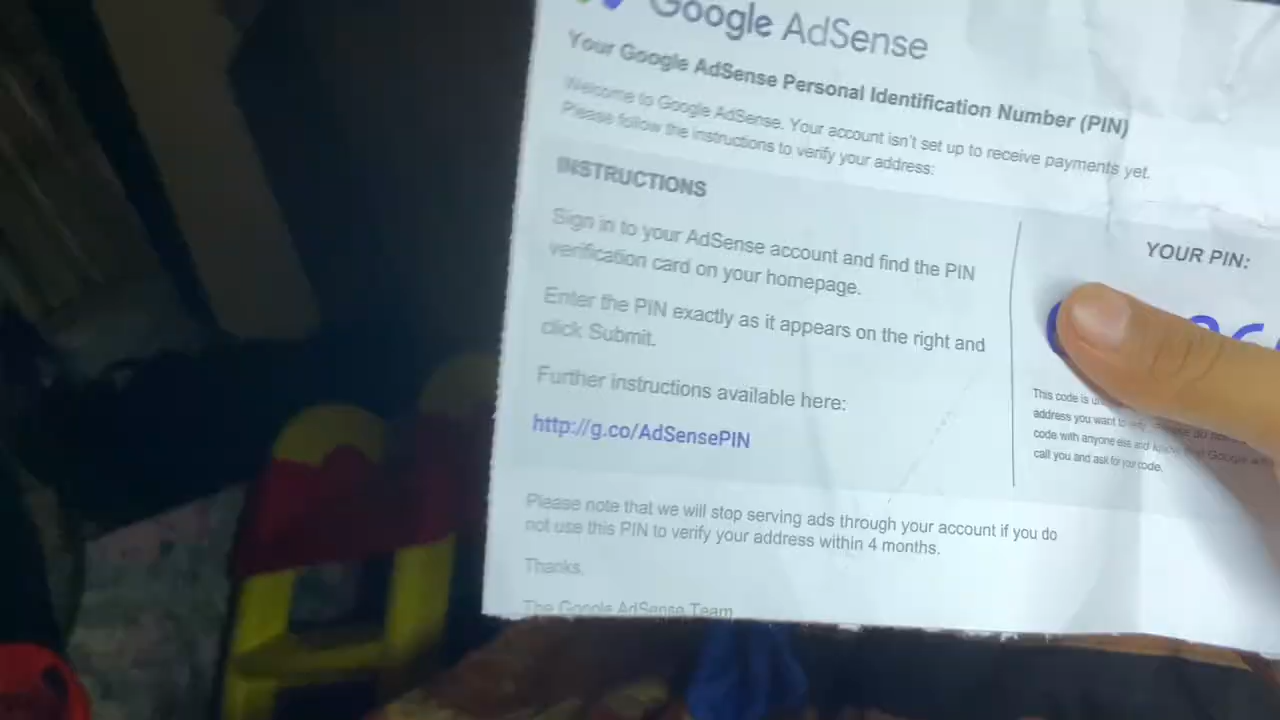 Google AdSense
Your Google AdSense Personal Identification Number (PIN)
Welcome to Google AdSense. Your account isn't set up to receive payments yet.
Please follow the instructions to verify your address:
INSTRUCTIONS
Sign in to your AdSense account and find the PIN
verification card on your homepage.
Enter the PIN exactly as it appears on the right and
click Submit.
Further instructions available here:
http://g.co/AdSensePIN
YOUR PIN:
This code is
address you want to
code with anyone else and Google
call you and ask for your code.
Please note that we will stop serving ads through your account if you do
not use this PIN to verify your address within 4 months.
Thanks,
The Google AdSense Team